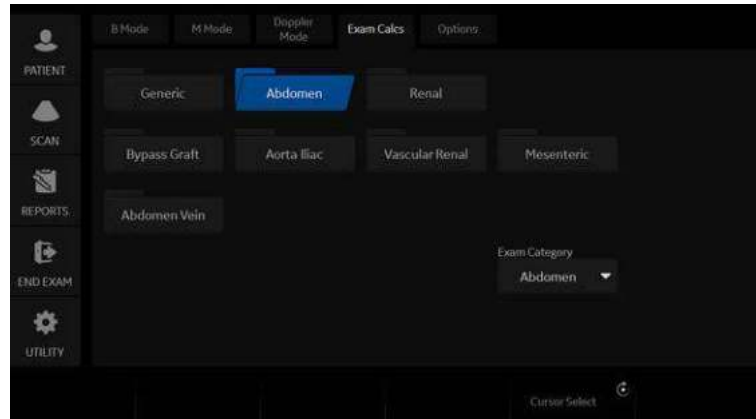 B Mode
M Mode
Doppler
Mode
Exam Calcs
Options
PATIENT
Generic
Abdomen
Renal
SCAN
Bypass Graft
Aorta Iliac
Vascular Renal
Mesenteric
REPORTS
Abdomen Vein
Exam Category
END EXAM
Abdomen
UTILITY
Cursor Select